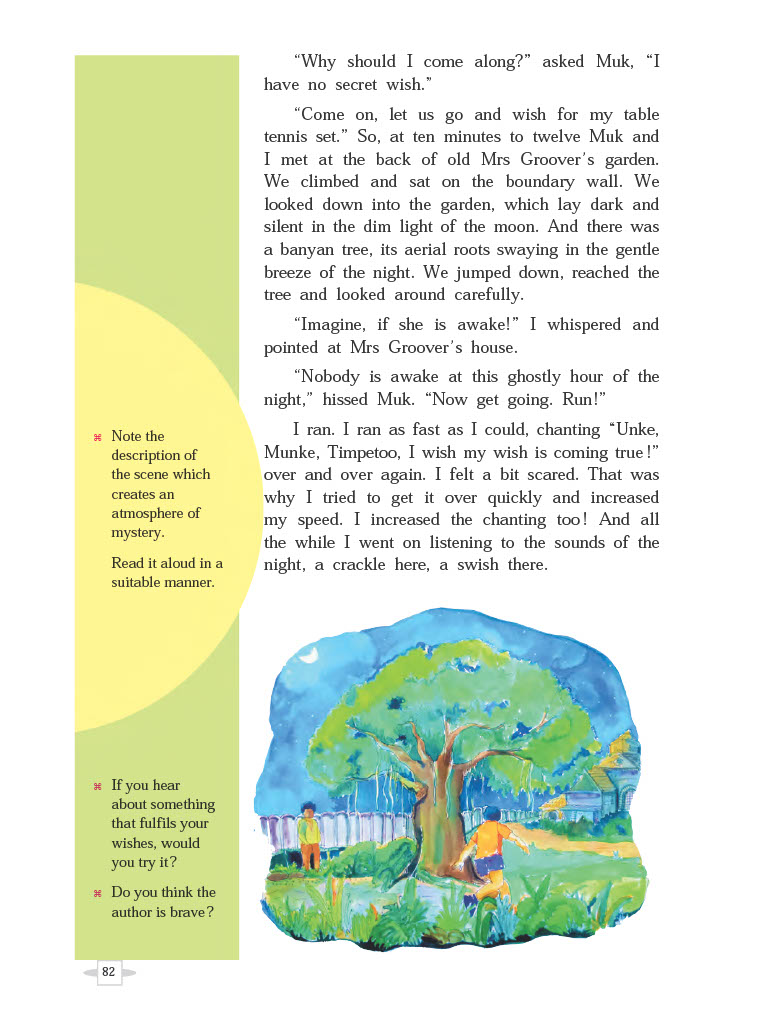 “Why should I come along?” asked Muk, “I
have no secret wish.”
“Come on, let us go and wish for my table
tennis set.” So, at ten minutes to twelve Muk and
I met at the back of old Mrs Groover’s garden.
We climbed and sat on the boundary wall. We
looked down into the garden, which lay dark and
silent in the dim light of the moon. And there was
a banyan tree, its aerial roots swaying in the gentle
breeze of the night. We jumped down, reached the
tree and looked around carefully.
“Imagine, if she is awake!” I whispered and
pointed at Mrs Groover’s house.
“Nobody is awake at this ghostly hour of the
night,” hissed Muk. “Now get going. Run!”
I ran. I ran as fast as I could, chanting “Unke,
Munke, Timpetoo, I wish my wish is coming true!”
over and over again. I felt a bit scared. That was
why I tried to get it over quickly and increased
my speed. I increased the chanting too! And all
the while I went on listening to the sounds of the
night, a crackle here, a swish there.
⌘ Note the
description of
the scene which
creates an
atmosphere of
mystery.
Read it aloud in a
suitable manner.
⌘ If you hear
about something
that fulfils your
wishes, would
you try it?
⌘ Do you think the
author is brave?
82